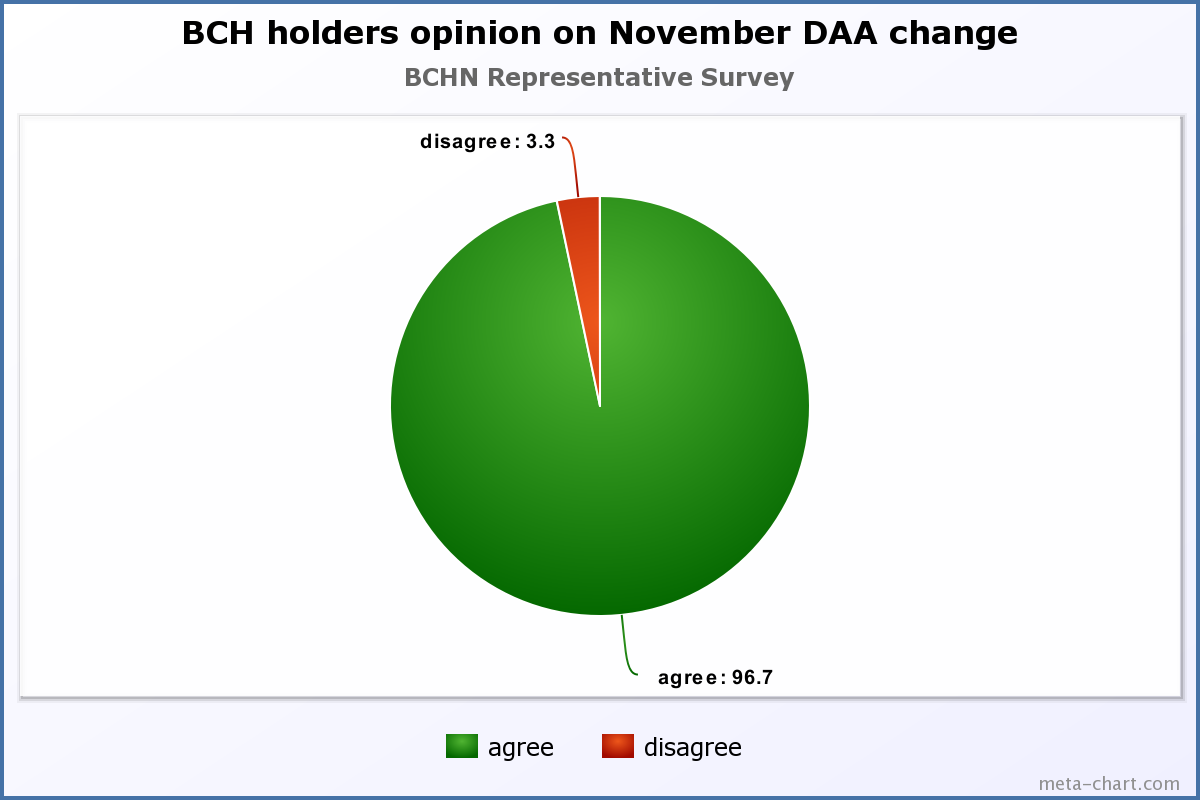 BCH holders opinion on November DAA change
BCHN Representative Survey
disagree: 3.3
agree: 96.7
agree disagree
meta-chart.com